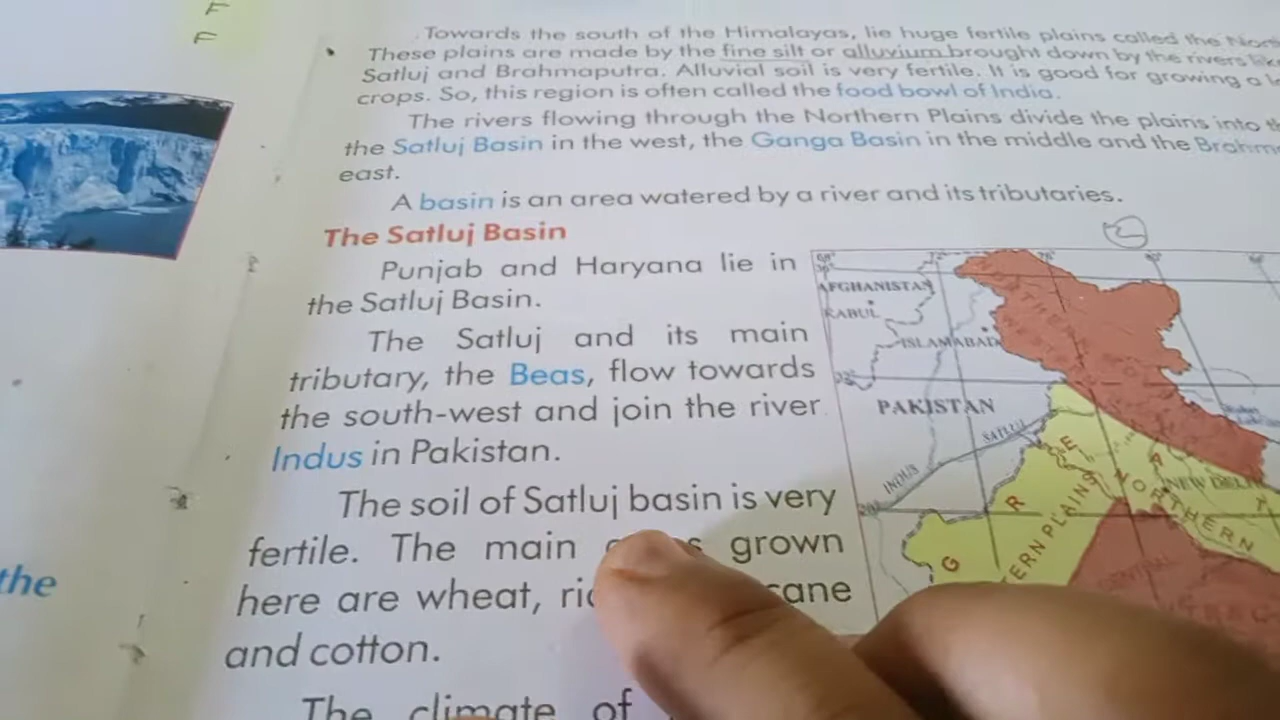 F
F
Towards the south of the Himalayas, lie huge fertile plains called the
These plains are made by the fine silt or alluvium brought down by the rivers
Satluj and Brahmaputra. Alluvial soil is very fertile. It is good for growing a
crops. So, this region is often called the food bowl of India.
The rivers flowing through the Northern Plains divide the plains into
the Satluj Basin in the west, the Ganga Basin in the middle and the
east.
A basin is an area watered by a river and its tributaries.
The Satluj Basin
Punjab and Haryana lie in
the Satluj Basin.
The Satluj and its main
tributary, the Beas, flow towards
the south-west and join the river
Indus in Pakistan.
The soil of Satluj basin is very
fertile. The main grown
here are wheat,
and cotton.
The climate of
the
AFGHANISTAN
KABUL
ISLAMABAD
PAKISTAN
SATLUJ
INDUS
NEW DELHI
G R E A T
NORTHERN
PLAINS
CENTRAL